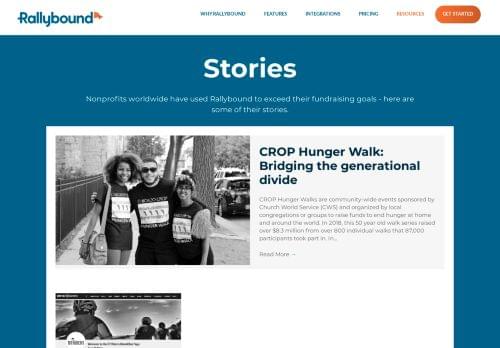 Rallybound
WHY RALLYBOUND
FEATURES
INTEGRATIONS
PRICING
RESOURCES
GET STARTED
Stories
Nonprofits worldwide have used Rallybound to exceed their fundraising goals - here are
some of their stories.
CROP Hunger Walk:
Bridging the generational
divide
CROP Hunger Walks are community-wide events sponsored by
Church World Service (CWS) and organized by local
congregations or groups to raise funds to end hunger at home
and around the world. In 2018, this 50 year old walk series raised
over $8.3 million from over 800 individual walks that 87,000
participants took part in. In...
Read More →